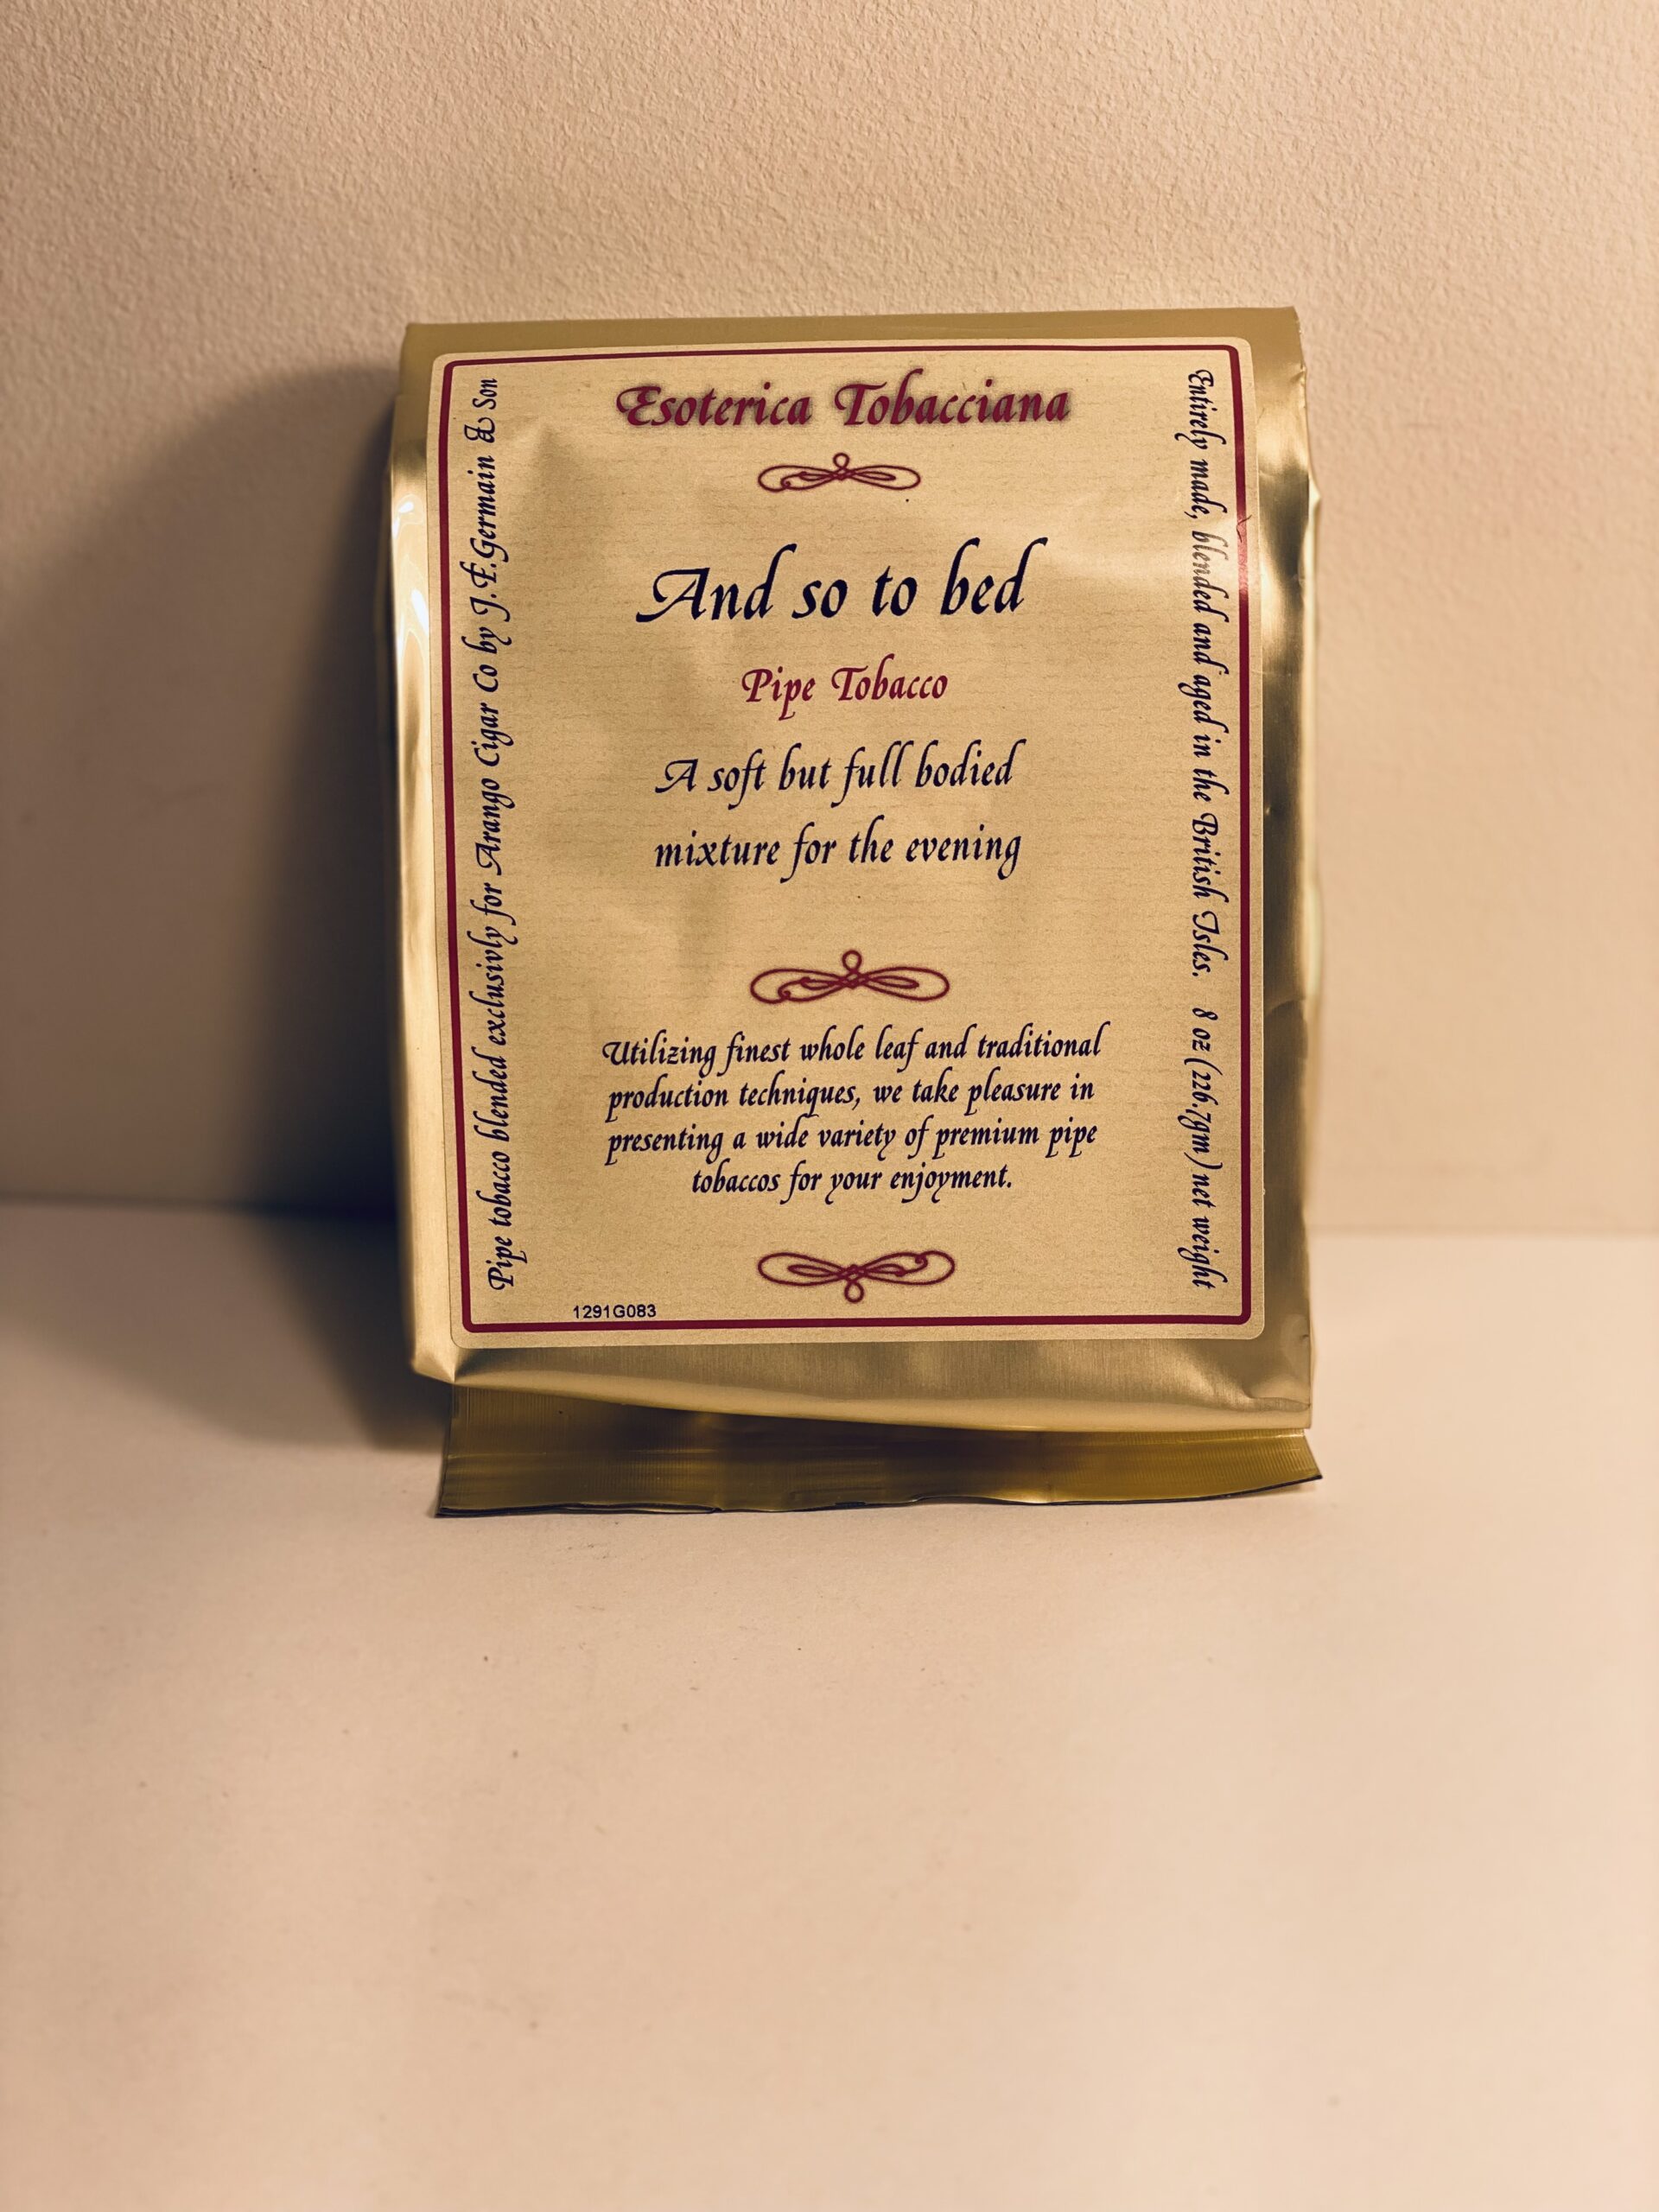 Esoterica Tobacciana
And so to bed
Pipe Tobacco
A soft but full bodied
mixture for the evening
Utilizing finest whole leaf and traditional
production techniques, we take pleasure in
presenting a wide variety of premium pipe
tobaccos for your enjoyment.
1291G083
Pipe tobacco blended exclusivly for Arango Cigar Co by J.F.Germain & Son
Entirely made, blended and aged in the British Isles. 8 oz (226.7gm) net weight